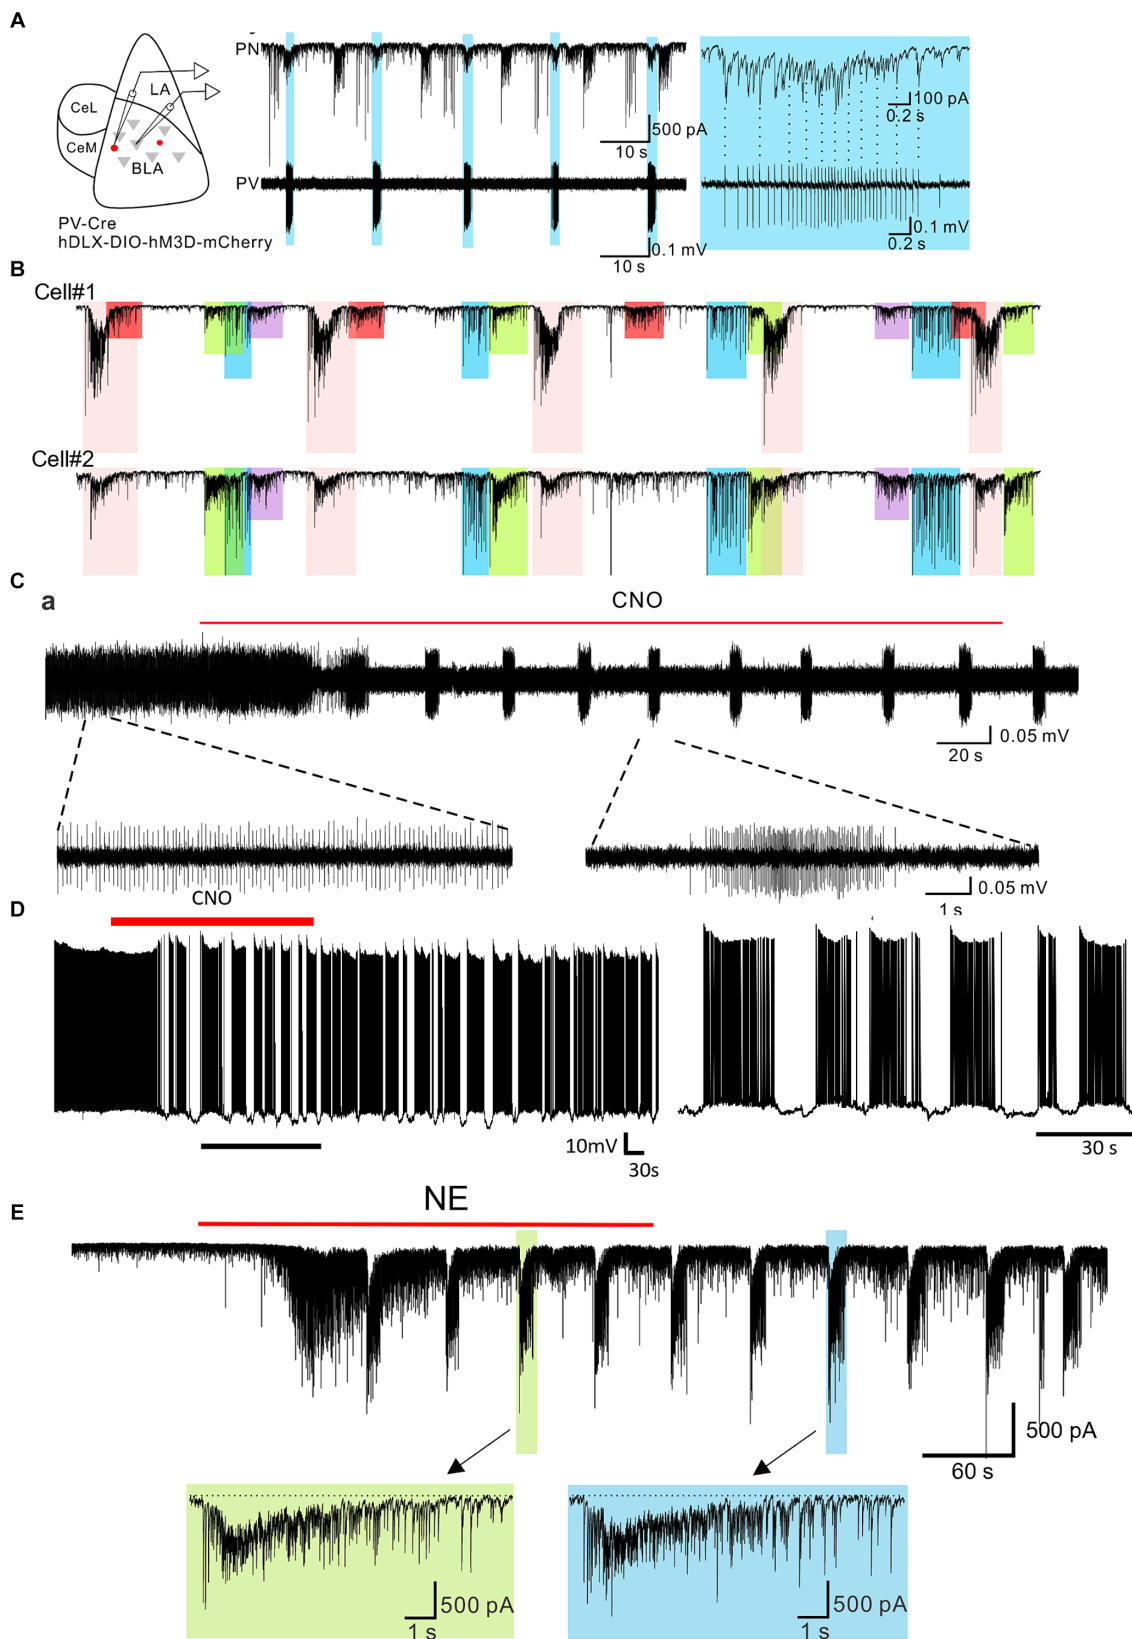 A
PN
LA
CeL
CeM
BLA
PV-Cre
hDLX-DIO-hM3D-mCherry
500 pA
10 s
PV
0.1 mV
10 s
100 pA
0.2 s
0.1 mV
0.2 s
B
Cell#1
Cell#2
C
a
CNO
0.05 mV
20 s
0.05 mV
1 s
D
CNO
10mV
30s
30 s
E
NE
500 pA
60 s
500 pA
1 s
500 pA
1 s